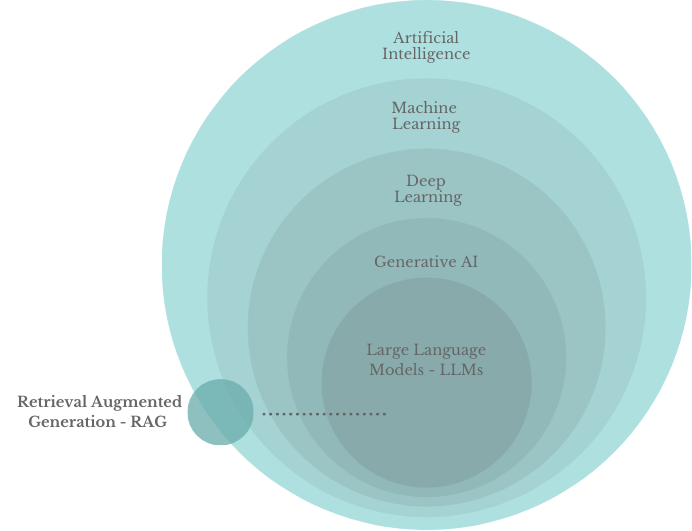 Artificial
Intelligence
Machine
Learning
Deep
Learning
Generative AI
Large Language
Models - LLMs
Retrieval Augmented
Generation - RAG